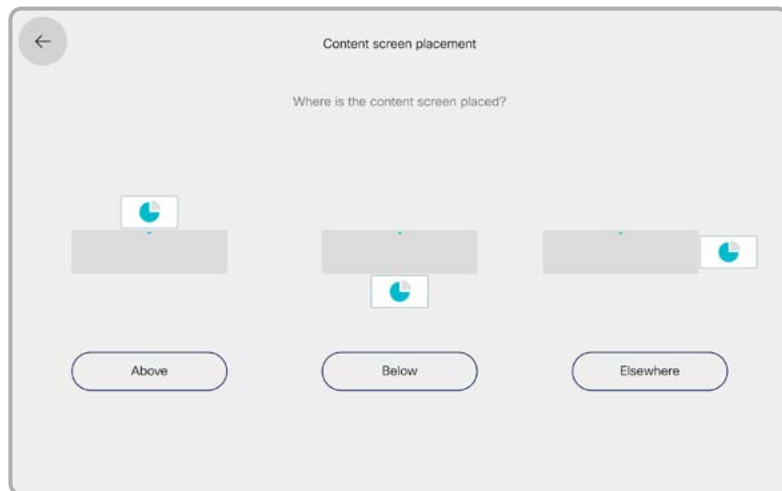 Content screen placement
Where is the content screen placed?
Above
Below
Elsewhere